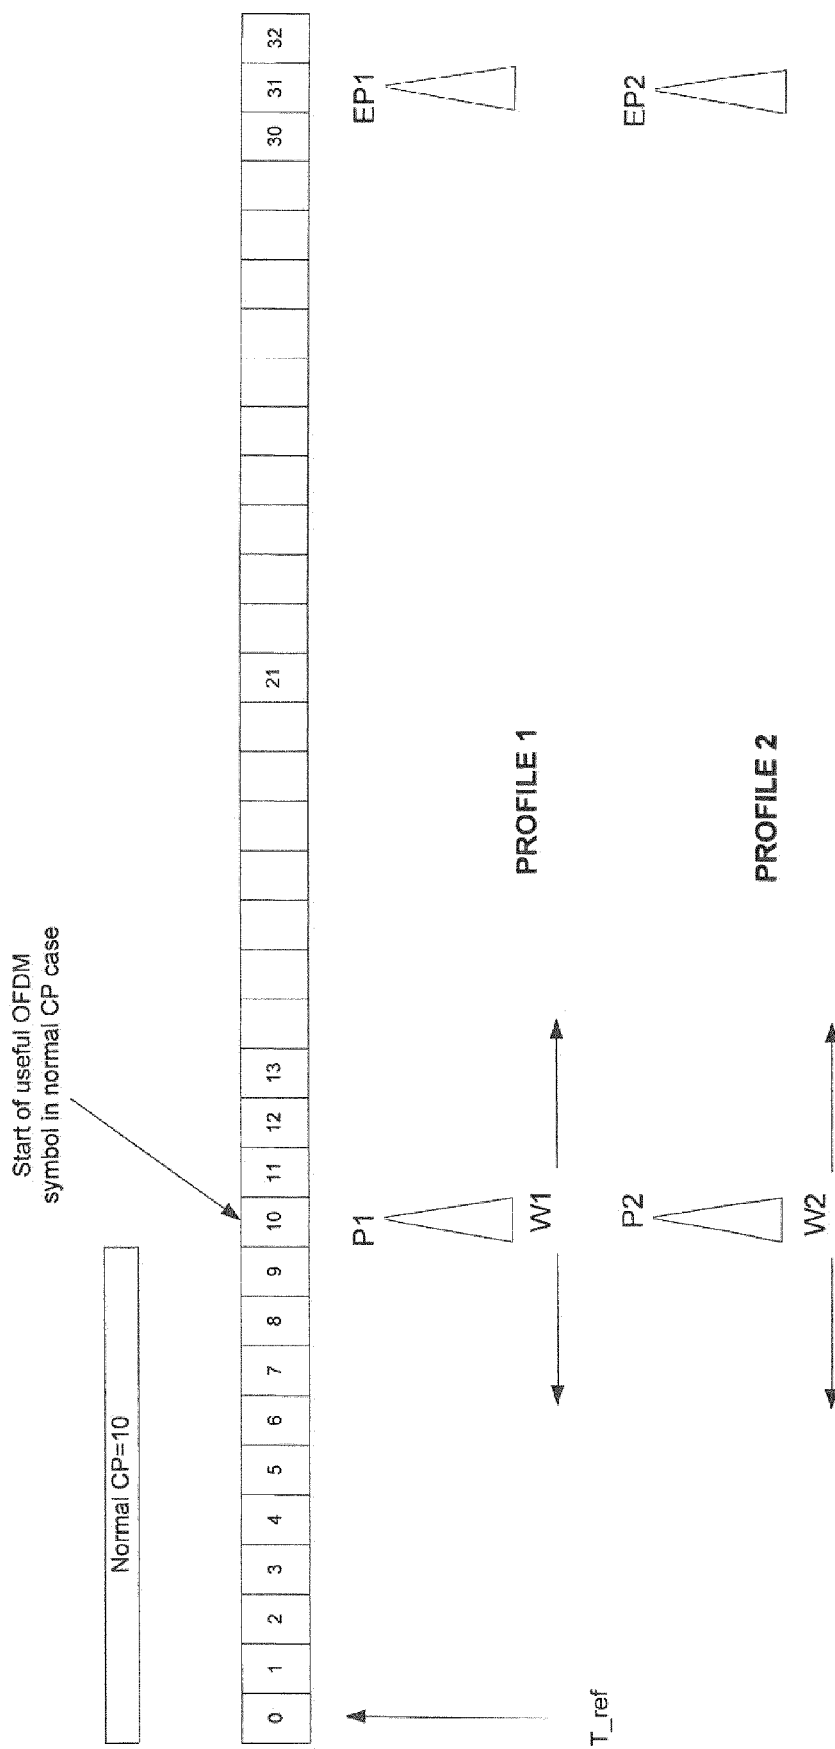 Start of useful OFDM
symbol in normal CP case
Normal CP=10
0 1 2 3 4 5 6 7 8 9 10 11 12 13 21 30 31 32
P1
EP1
W1
PROFILE 1
P2
EP2
W2
PROFILE 2
T_ref